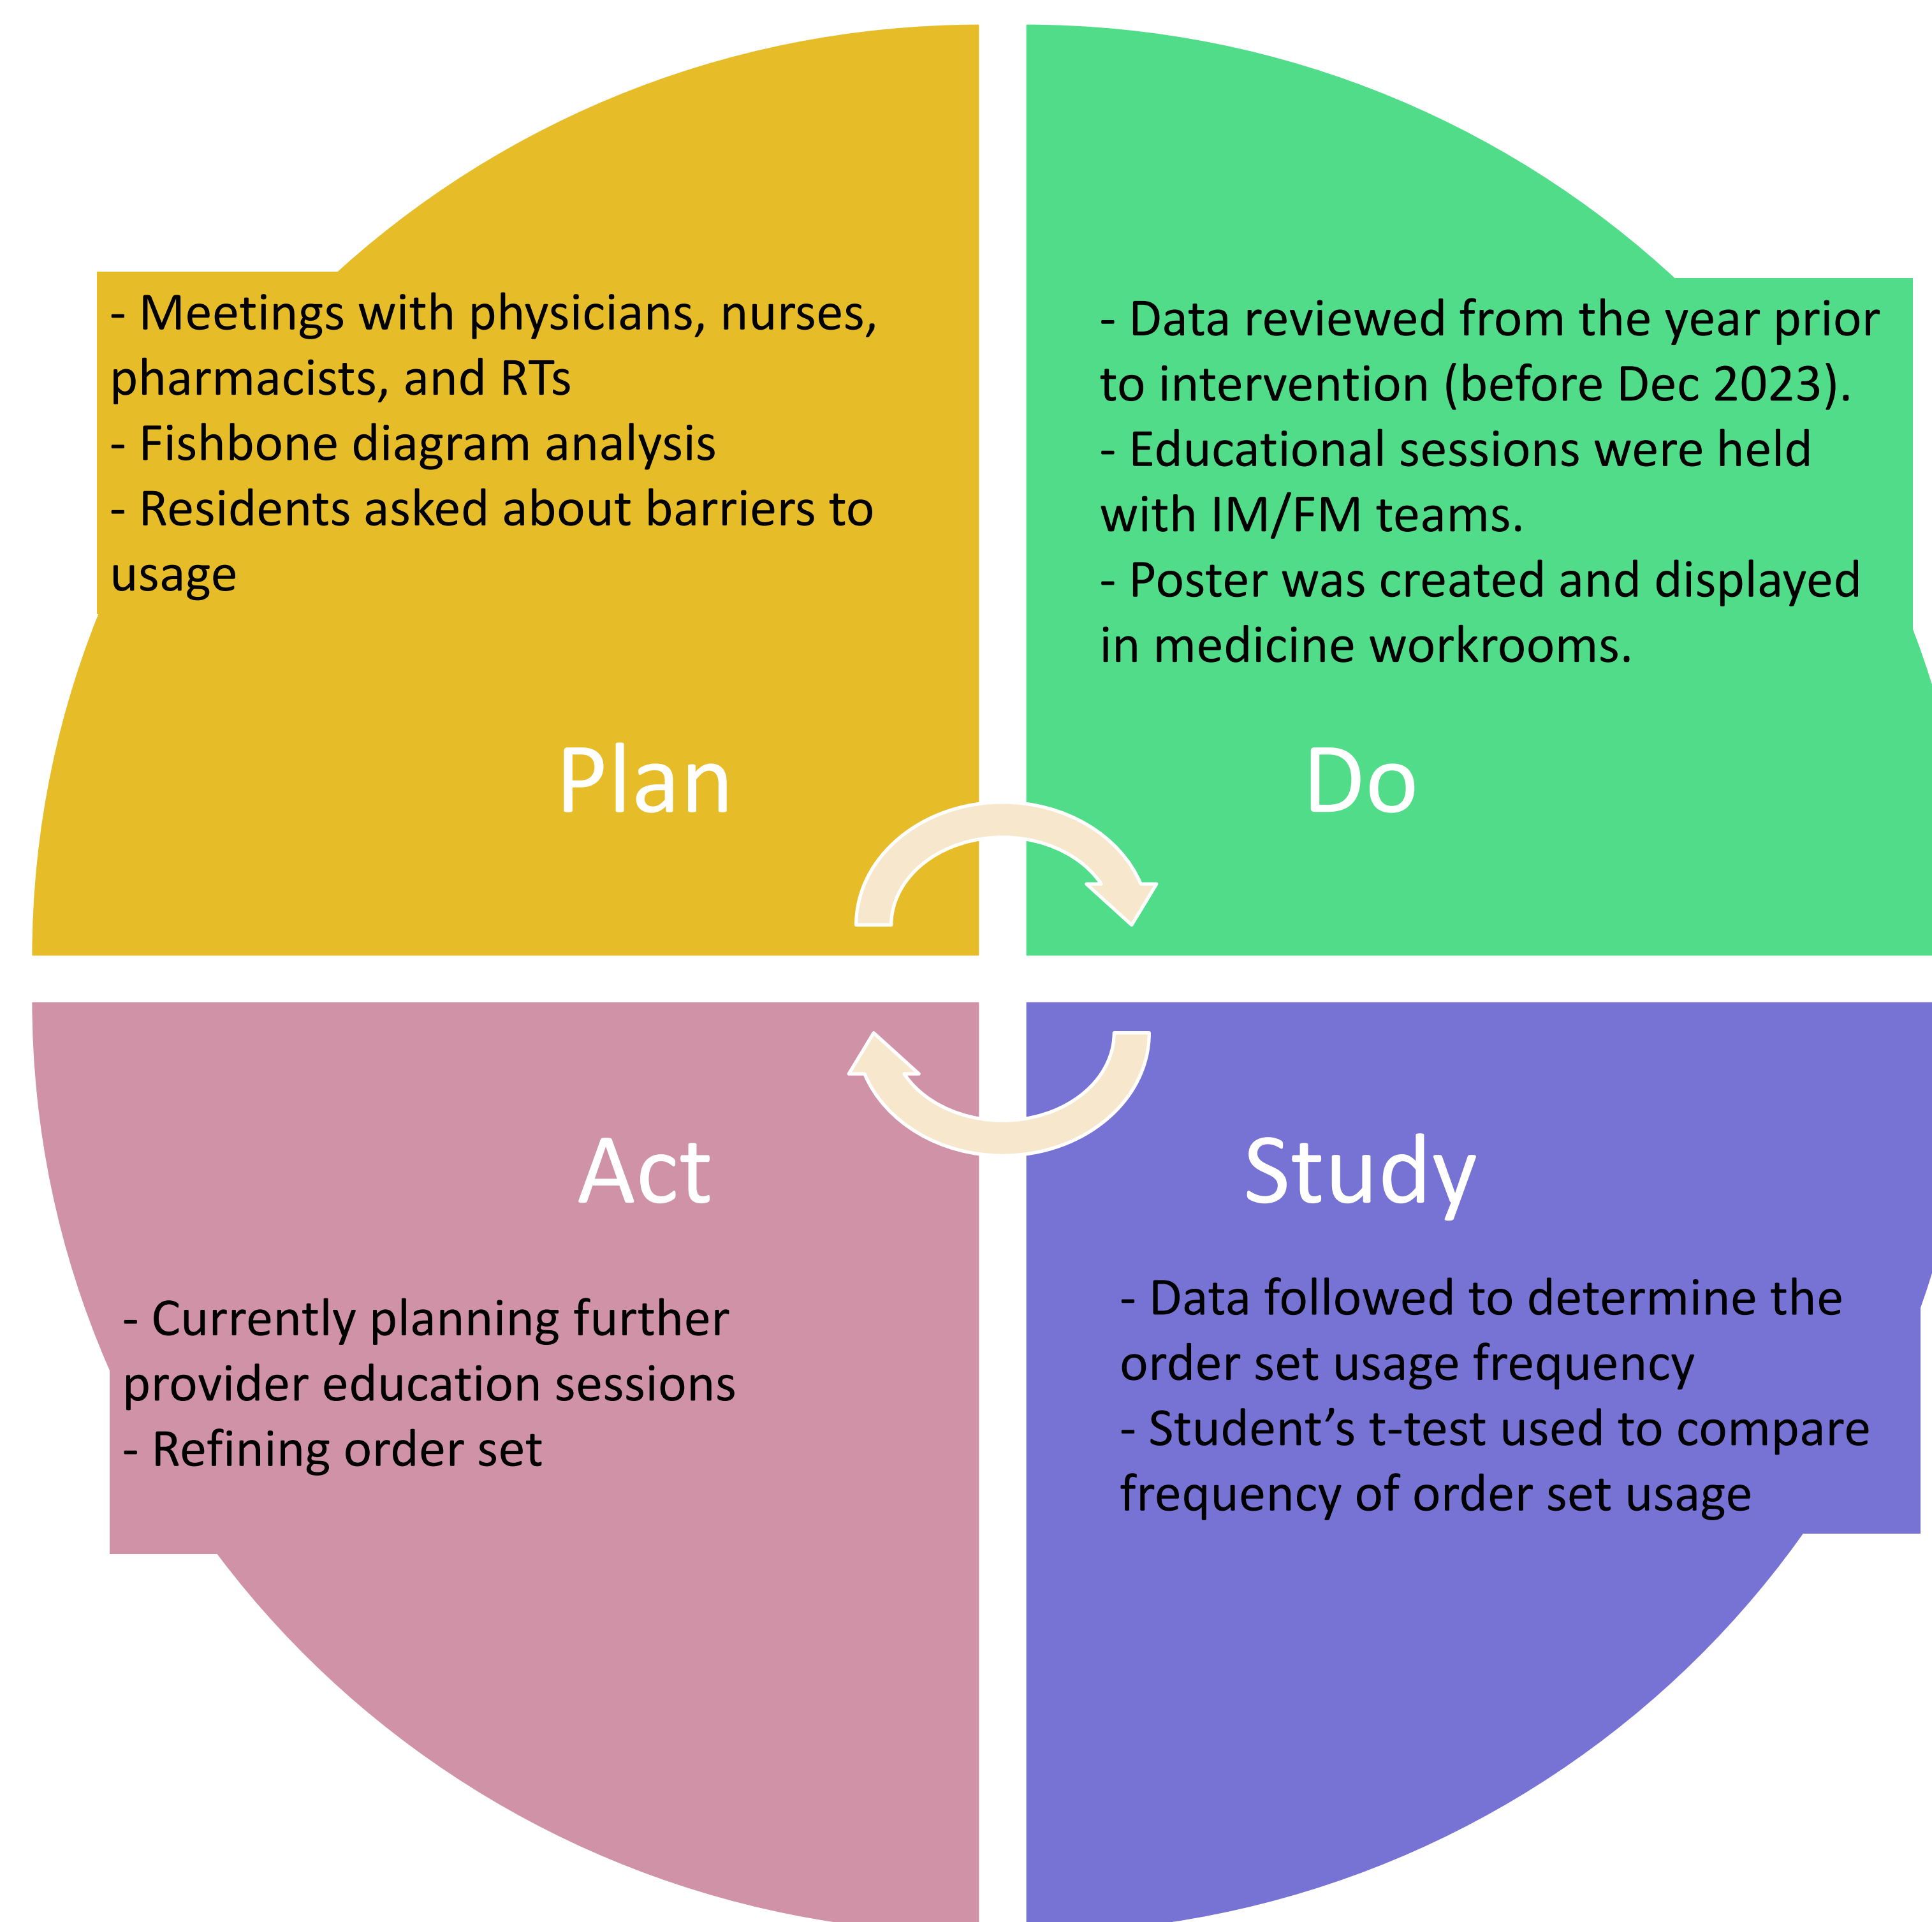 - Meetings with physicians, nurses,
pharmacists, and RTs
- Fishbone diagram analysis
- Residents asked about barriers to
usage
Plan
- Data reviewed from the year prior
to intervention (before Dec 2023).
- Educational sessions were held
with IM/FM teams.
- Poster was created and displayed
in medicine workrooms.
Do
Act
- Currently planning further
provider education sessions
- Refining order set
Study
- Data followed to determine the
order set usage frequency
- Student’s t-test used to compare
frequency of order set usage